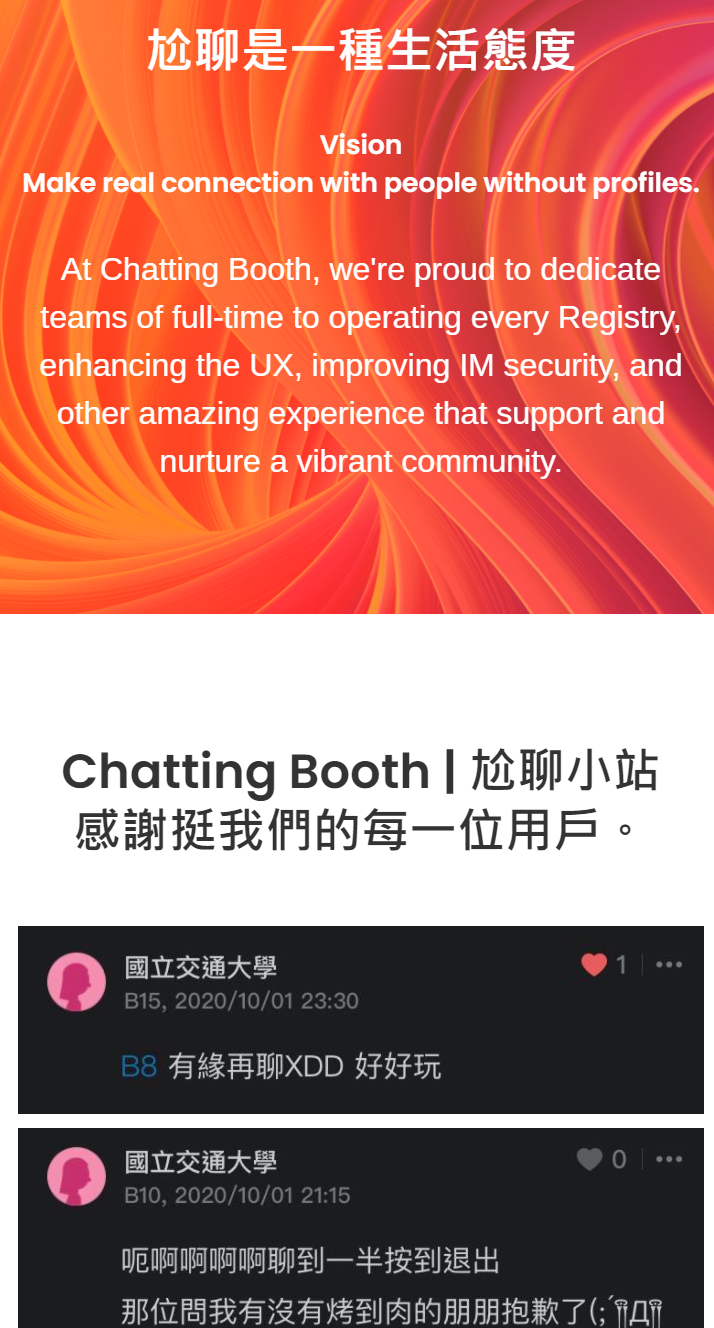 尬聊是一種生活態度
Vision
Make real connection with people without profiles.
At Chatting Booth, we're proud to dedicate
teams of full-time to operating every Registry,
enhancing the UX, improving IM security, and
other amazing experience that support and
nurture a vibrant community.
Chatting Booth | 尬聊小站
感謝挺我們的每一位用戶。
國立交通大學
1
B15, 2020/10/01 23:30
B8 有緣再聊XDD 好好玩
國立交通大學
0
B10, 2020/10/01 21:15
呃啊啊啊啊聊到一半按到退出
那位問我有沒有烤到肉的朋朋抱歉了(;´༎ຶД༎ຶ